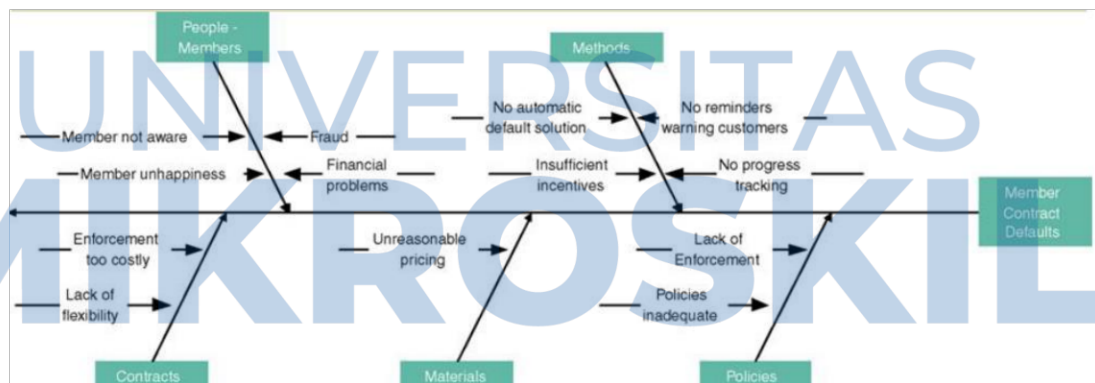 People -
Members
Methods
UNIVERSITAS
No automatic
default solution
No reminders
warning customers
Member not aware
Fraud
Member unhappiness
Financial
problems
Insufficient
incentives
No progress
tracking
Member
Contract
Defaults
MIKROSKIL
Enforcement
too costly
Unreasonable
pricing
Lack of
Enforcement
Lack of
flexibility
Policies
inadequate
Contracts
Materials
Policies